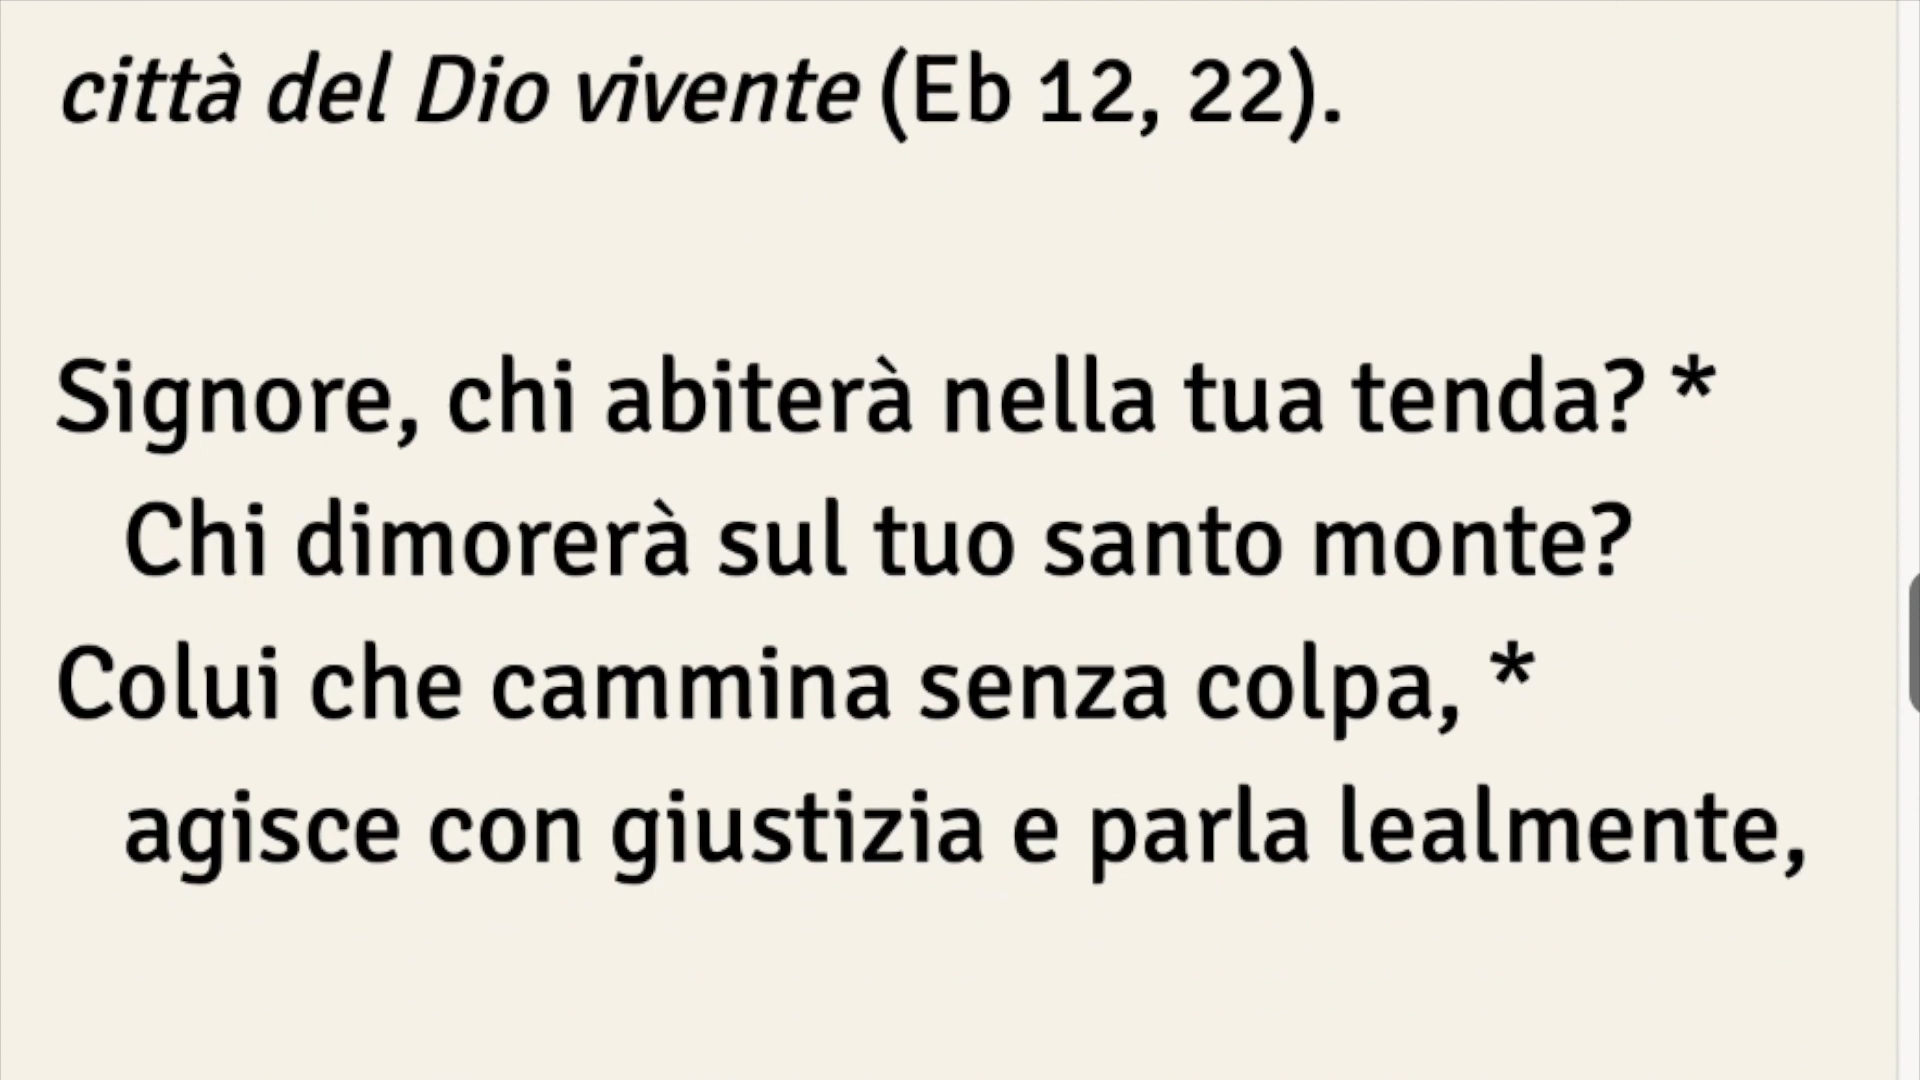 città del Dio vivente (Eb 12, 22).
Signore, chi abiterà nella tua tenda? *
Chi dimorerà sul tuo santo monte?
Colui che cammina senza colpa, *
agisce con giustizia e parla lealmente,